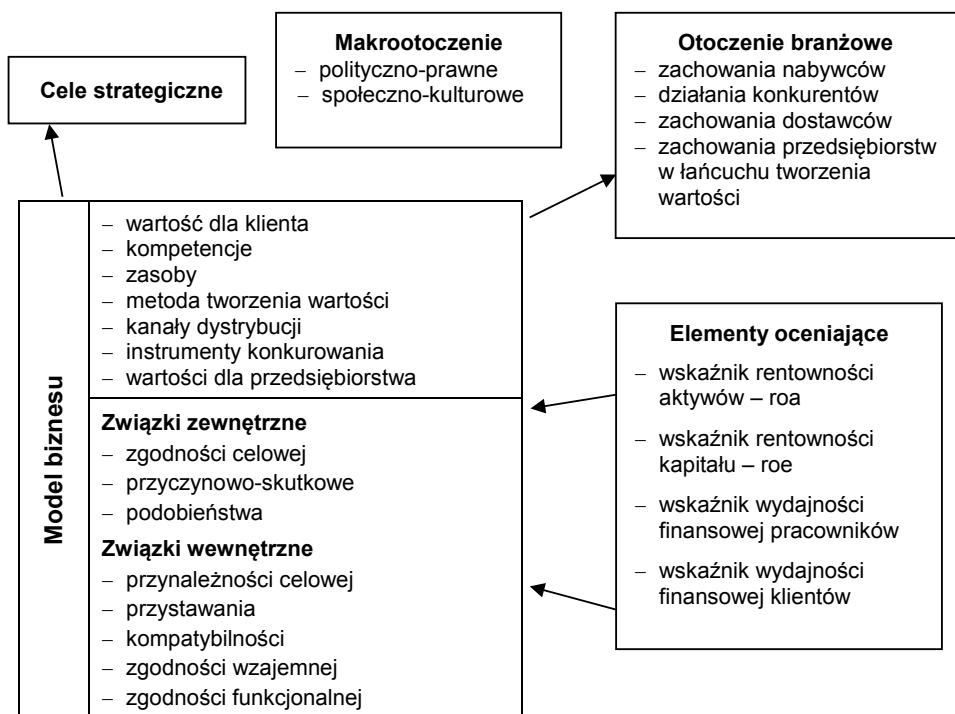 Cele strategiczne
Makrootoczenie
– polityczno-prawne
– społeczno-kulturowe
Otoczenie branżowe
– zachowania nabywców
– działania konkurentów
– zachowania dostawców
– zachowania przedsiębiorstw
w łańcuchu tworzenia
wartości
Model biznesu
– wartość dla klienta
– kompetencje
– zasoby
– metoda tworzenia wartości
– kanały dystrybucji
– instrumenty konkurowania
– wartości dla przedsiębiorstwa
Związki zewnętrzne
– zgodności celowej
– przyczynowo-skutkowe
– podobieństwa
Związki wewnętrzne
– przynależności celowej
– przystawania
– kompatybilności
– zgodności wzajemnej
– zgodności funkcjonalnej
Elementy oceniające
– wskaźnik rentowności
aktywów – roa
– wskaźnik rentowności
kapitału – roe
– wskaźnik wydajności
finansowej pracowników
– wskaźnik wydajności
finansowej klientów